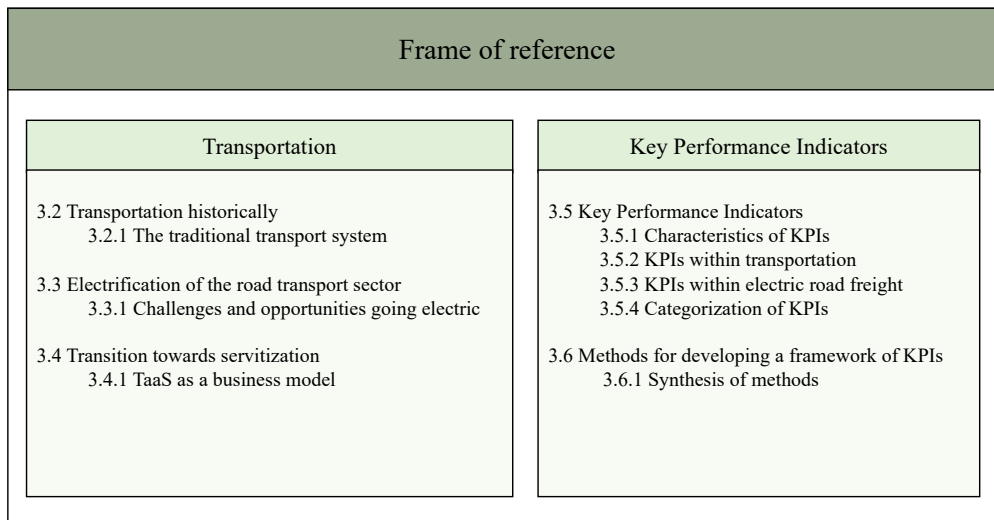 Frame of reference
Transportation
3.2 Transportation historically
3.2.1 The traditional transport system
3.3 Electrification of the road transport sector
3.3.1 Challenges and opportunities going electric
3.4 Transition towards servitization
3.4.1 TaaS as a business model
Key Performance Indicators
3.5 Key Performance Indicators
3.5.1 Characteristics of KPIs
3.5.2 KPIs within transportation
3.5.3 KPIs within electric road freight
3.5.4 Categorization of KPIs
3.6 Methods for developing a framework of KPIs
3.6.1 Synthesis of methods